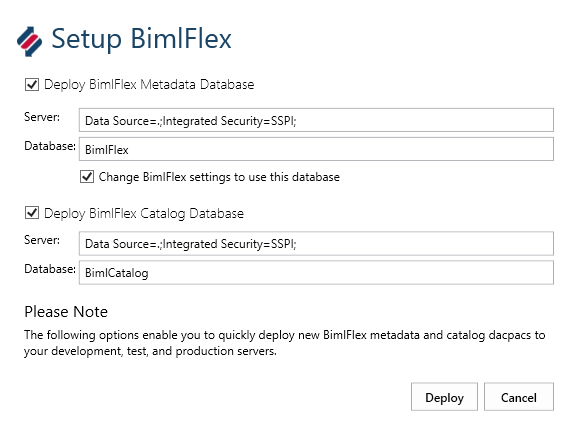 Setup BimlFlex
Deploy BimlFlex Metadata Database
Server: Data Source=.;Integrated Security=SSPI;
Database: BimlFlex
Change BimlFlex settings to use this database
Deploy BimlFlex Catalog Database
Server: Data Source=.;Integrated Security=SSPI;
Database: BimlCatalog
Please Note
The following options enable you to quickly deploy new BimlFlex metadata and catalog dacpacs to
your development, test, and production servers.
Deploy Cancel